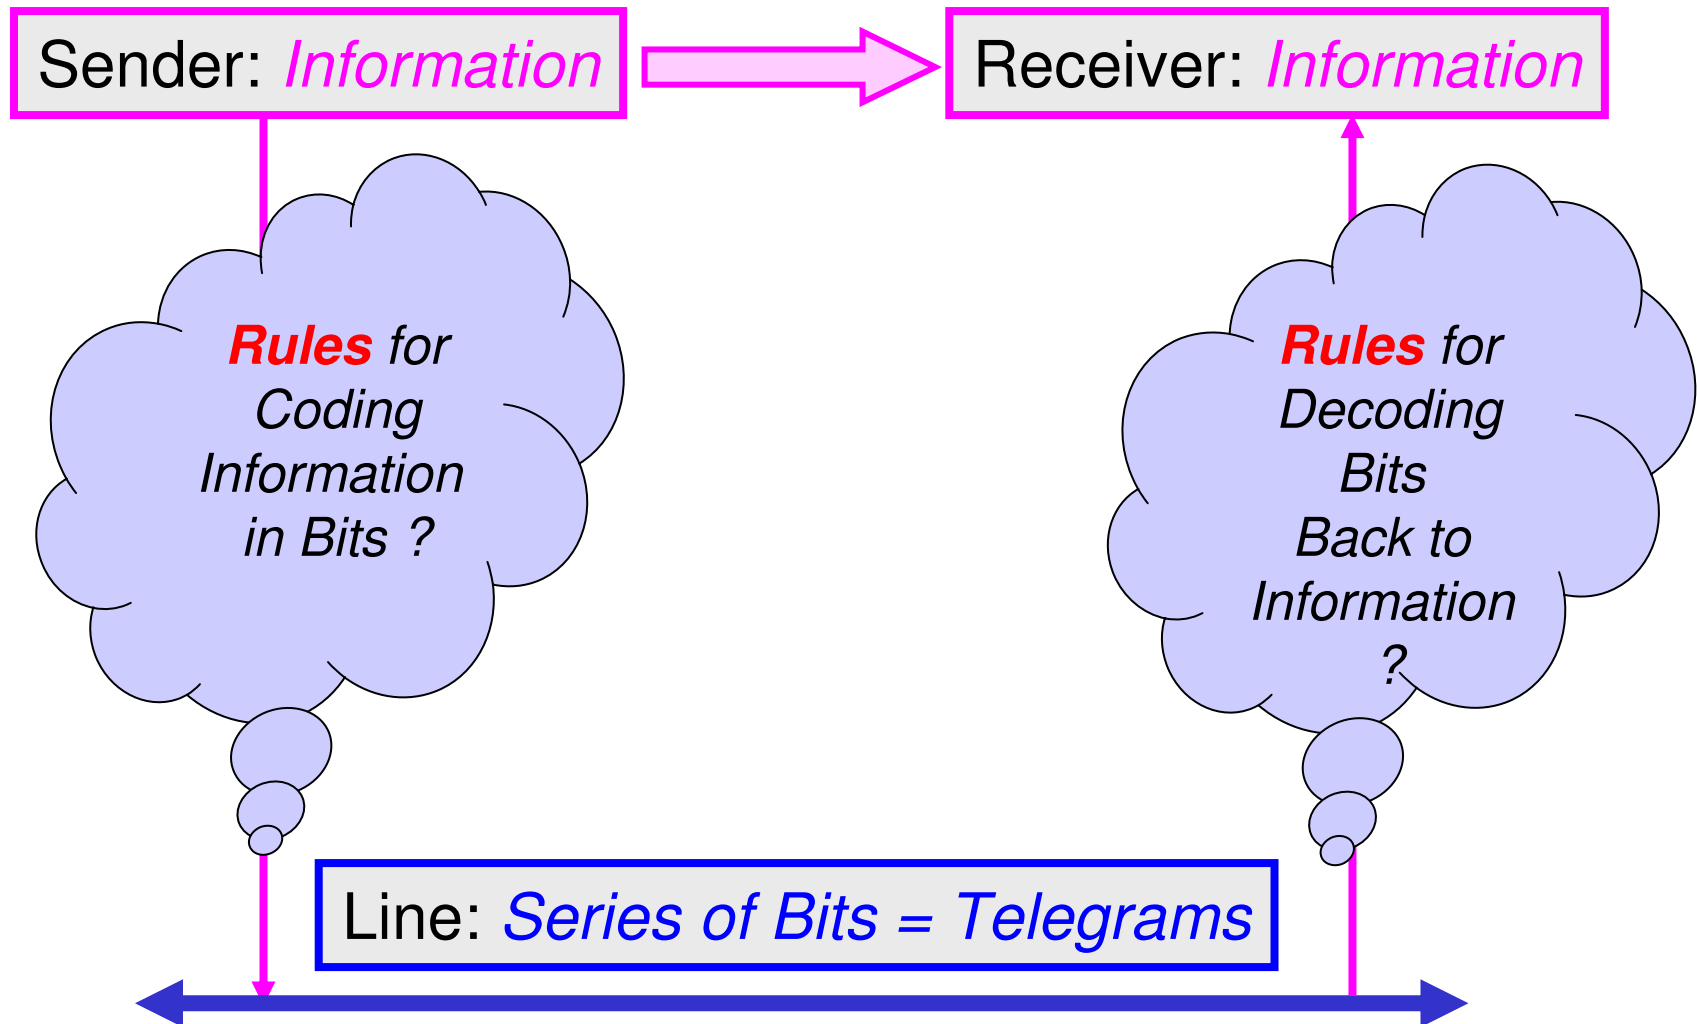 Sender: Information
Receiver: Information
Rules for
Coding
Information
in Bits ?
Rules for
Decoding
Bits
Back to
Information
?
Line: Series of Bits = Telegrams